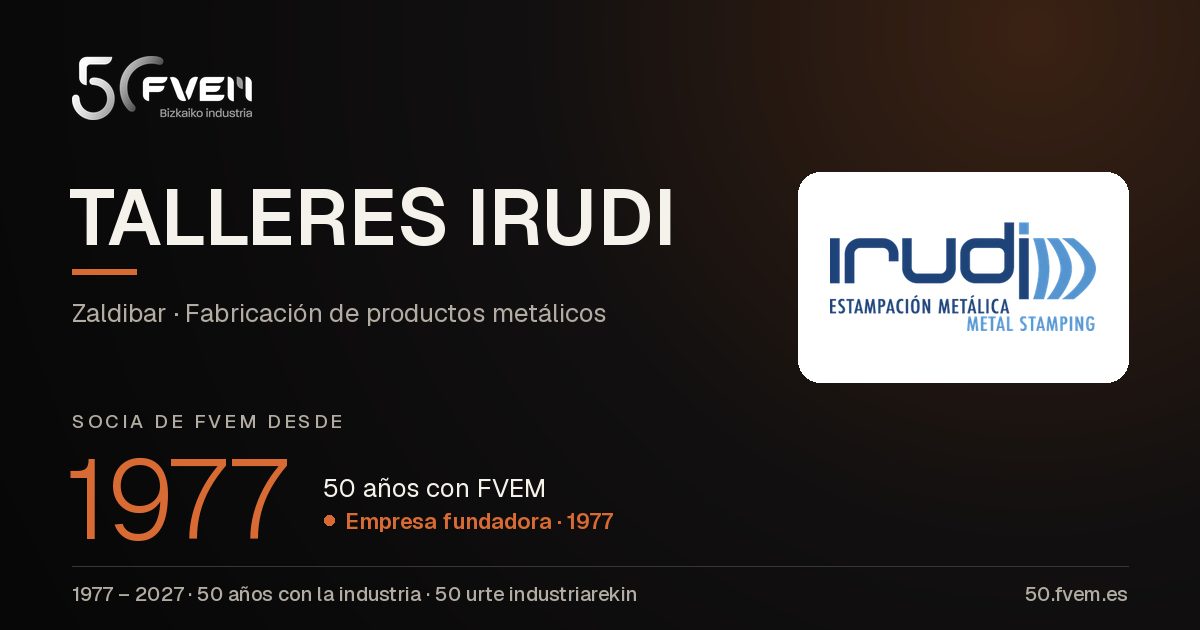 50 FVEM
Bizkaiko industria
TALLERES IRUDI
Zaldibar · Fabricación de productos metálicos
irudi
ESTAMPACIÓN METÁLICA
METAL STAMPING
SOCIA DE FVEM DESDE
1977
50 años con FVEM
Empresa fundadora · 1977
1977 – 2027 · 50 años con la industria · 50 urte industriarekin
50.fvem.es